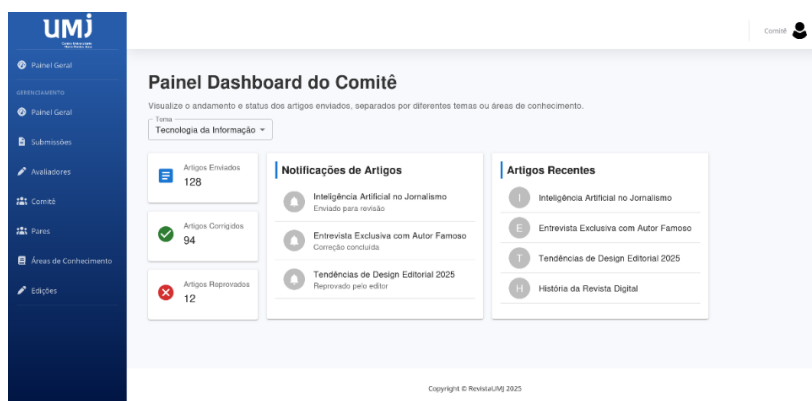 UMJ
Painel Geral
GERENCIAMENTO
Painel Geral
Submissões
Avaliadores
Comitê
Pares
Áreas de Conhecimento
Edições
Comitê
Painel Dashboard do Comitê
Visualize o andamento e status dos artigos enviados, separados por diferentes temas ou áreas de conhecimento.
Tema
Tecnologia da Informação
Artigos Enviados
128
Artigos Corrigidos
94
Artigos Reprovados
12
Notificações de Artigos
Inteligência Artificial no Jornalismo
Enviado para revisão
Entrevista Exclusiva com Autor Famoso
Correção concluída
Tendências de Design Editorial 2025
Reprovado pelo editor
Artigos Recentes
I Inteligência Artificial no Jornalismo
E Entrevista Exclusiva com Autor Famoso
T Tendências de Design Editorial 2025
H História da Revista Digital
Copyright © RevistaUMJ 2025